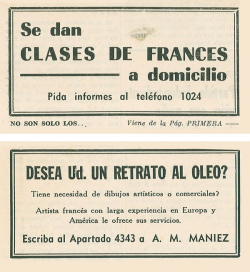 Se dan
CLASES DE FRANCES
a domicilio
Pida informes al teléfono 1024
NO SON SOLO LOS... Viene de la Pág. PRIMERA
DESEA Ud. UN RETRATO AL OLEO?
Tiene necesidad de dibujos artísticos o comerciales?
Artista francés con larga experiencia en Europa y
América le ofrece sus servicios.
Escriba al Apartado 4343 a A. M. MANIEZ